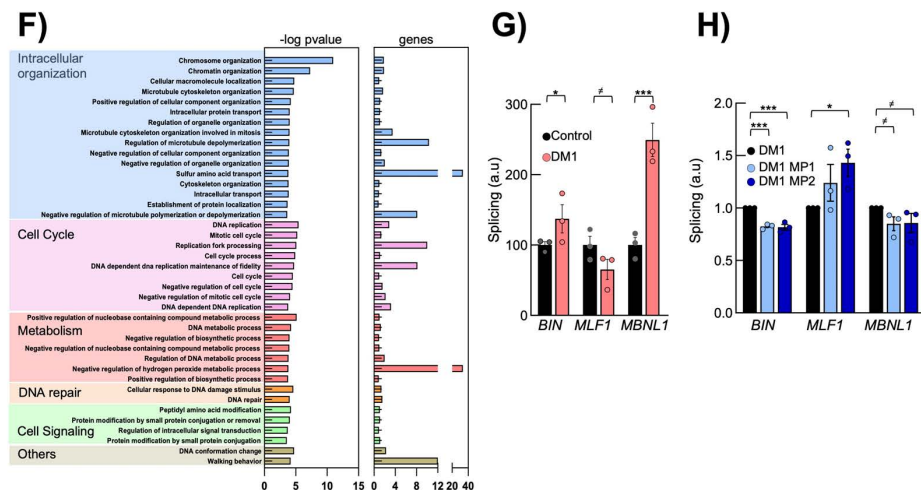 F)
-log pvalue
genes
Intracellular
organization
Chromosome organization
Chromatin organization
Cellular macromolecule localization
Microtubule cytoskeleton organization
Positive regulation of cellular component organization
Intracellular protein transport
Regulation of organelle organization
Microtubule cytoskeleton organization involved in mitosis
Regulation of microtubule depolymerization
Negative regulation of cellular component organization
Negative regulation of organelle organization
Sulfur amino acid transport
Cytoskeleton organization
Intracellular transport
Establishment of protein localization
Negative regulation of microtubule polymerization or depolymerization
Cell Cycle
DNA replication
Mitotic cell cycle
Replication fork processing
Cell cycle process
DNA dependent dna replication maintenance of fidelity
Cell cycle
Negative regulation of cell cycle
Negative regulation of mitotic cell cycle
DNA dependent DNA replication
Metabolism
Positive regulation of nucleobase containing compound metabolic process
DNA metabolic process
Negative regulation of biosynthetic process
Negative regulation of nucleobase containing compound metabolic process
Regulation of DNA metabolic process
Negative regulation of hydrogen peroxide metabolic process
Positive regulation of biosynthetic process
DNA repair
Cellular response to DNA damage stimulus
DNA repair
Cell Signaling
Peptidyl amino acid modification
Protein modification by small protein conjugation or removal
Regulation of intracellular signal transduction
Protein modification by small protein conjugation
Others
DNA conformation change
Walking behavior
0 5 10 15
0 4 8 12 20 40
G)
Splicing (a.u)
300
200
100
0
* ≠ ***
Control
DM1
BIN MLF1 MBNL1
H)
Splicing (a.u)
2.0
1.5
1.0
0.5
0.0
*** * ≠
*** ≠
DM1
DM1 MP1
DM1 MP2
BIN MLF1 MBNL1